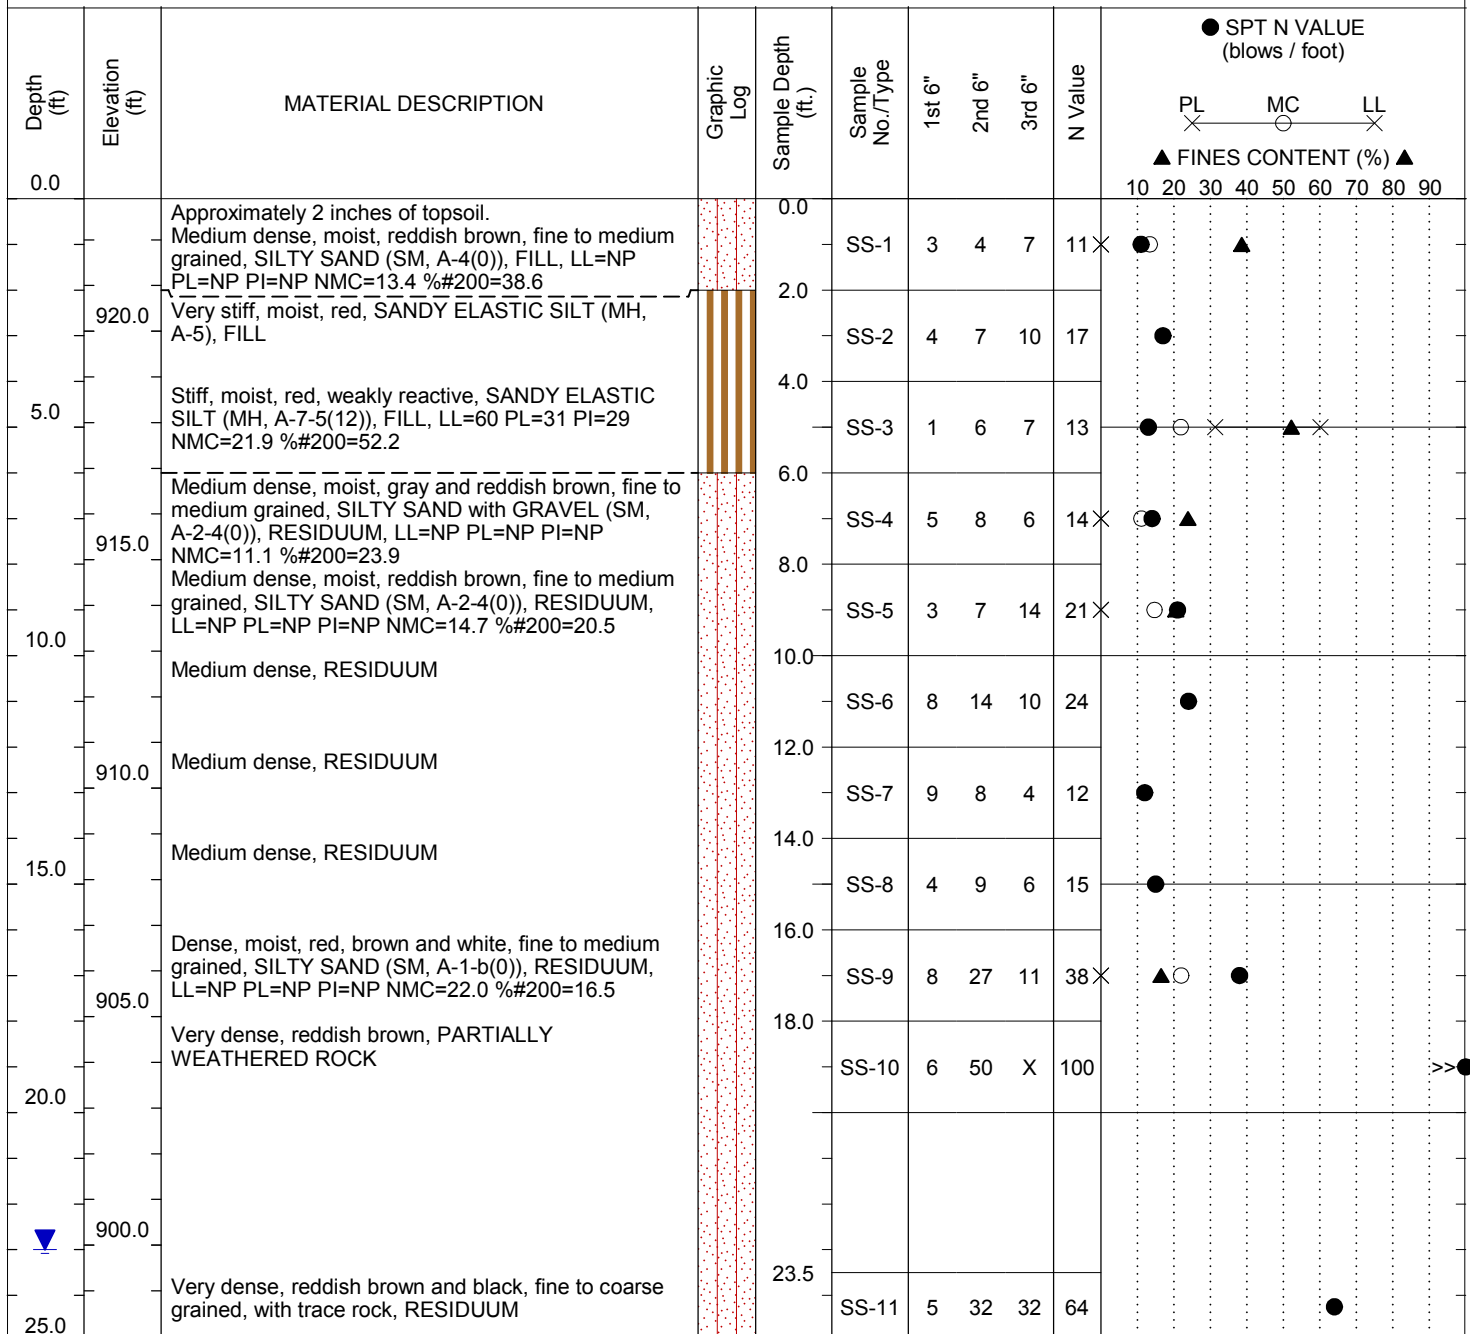 ● SPT N VALUE
(blows / foot)
PL MC LL
▲ FINES CONTENT (%) ▲
10 20 30 40 50 60 70 80 90
Depth
(ft)
Elevation
(ft)
MATERIAL DESCRIPTION
Graphic
Log
Sample Depth
(ft.)
Sample
No./Type
1st 6"
2nd 6"
3rd 6"
N Value
0.0
Approximately 2 inches of topsoil.
Medium dense, moist, reddish brown, fine to medium
grained, SILTY SAND (SM, A-4(0)), FILL, LL=NP
PL=NP PI=NP NMC=13.4 %#200=38.6
0.0
SS-1 3 4 7 11
2.0
920.0
Very stiff, moist, red, SANDY ELASTIC SILT (MH,
A-5), FILL
SS-2 4 7 10 17
4.0
5.0
Stiff, moist, red, weakly reactive, SANDY ELASTIC
SILT (MH, A-7-5(12)), FILL, LL=60 PL=31 PI=29
NMC=21.9 %#200=52.2
SS-3 1 6 7 13
6.0
Medium dense, moist, gray and reddish brown, fine to
medium grained, SILTY SAND with GRAVEL (SM,
A-2-4(0)), RESIDUUM, LL=NP PL=NP PI=NP
NMC=11.1 %#200=23.9
SS-4 5 8 6 14
915.0
8.0
Medium dense, moist, reddish brown, fine to medium
grained, SILTY SAND (SM, A-2-4(0)), RESIDUUM,
LL=NP PL=NP PI=NP NMC=14.7 %#200=20.5
SS-5 3 7 14 21
10.0
10.0
Medium dense, RESIDUUM
SS-6 8 14 10 24
12.0
910.0
Medium dense, RESIDUUM
SS-7 9 8 4 12
14.0
Medium dense, RESIDUUM
15.0
SS-8 4 9 6 15
16.0
Dense, moist, red, brown and white, fine to medium
grained, SILTY SAND (SM, A-1-b(0)), RESIDUUM,
LL=NP PL=NP PI=NP NMC=22.0 %#200=16.5
SS-9 8 27 11 38
905.0
18.0
Very dense, reddish brown, PARTIALLY
WEATHERED ROCK
SS-10 6 50 X 100
>>
20.0
900.0
23.5
Very dense, reddish brown and black, fine to coarse
grained, with trace rock, RESIDUUM
SS-11 5 32 32 64
25.0